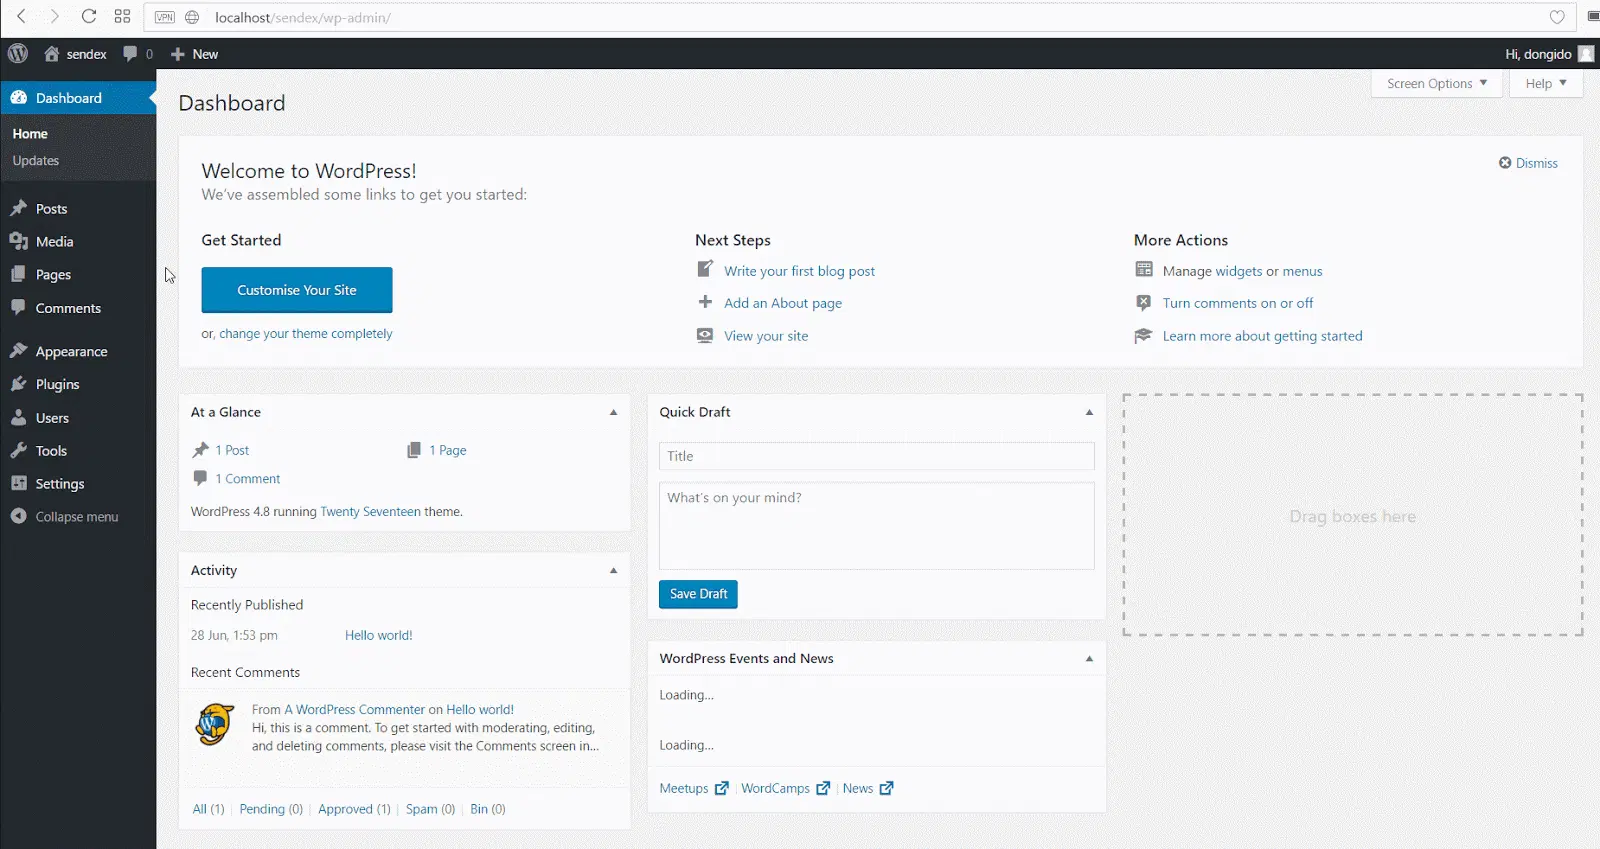 VPN localhost/sendex/wp-admin/
sendex 0 New Hi, dongido
Screen Options Help
Dashboard
Home
Updates
Posts
Media
Pages
Comments
Appearance
Plugins
Users
Tools
Settings
Collapse menu
Dashboard
Welcome to WordPress!
We've assembled some links to get you started:
Dismiss
Get Started
Customise Your Site
or, change your theme completely
Next Steps
Write your first blog post
Add an About page
View your site
More Actions
Manage widgets or menus
Turn comments on or off
Learn more about getting started
At a Glance
1 Post 1 Page
1 Comment
WordPress 4.8 running Twenty Seventeen theme.
Activity
Recently Published
28 Jun, 1:53 pm Hello world!
Recent Comments
From A WordPress Commenter on Hello world!
Hi, this is a comment. To get started with moderating, editing,
and deleting comments, please visit the Comments screen in...
All (1) | Pending (0) | Approved (1) | Spam (0) | Bin (0)
Quick Draft
Title
What's on your mind?
Save Draft
WordPress Events and News
Loading...
Loading...
Meetups | WordCamps | News
Drag boxes here